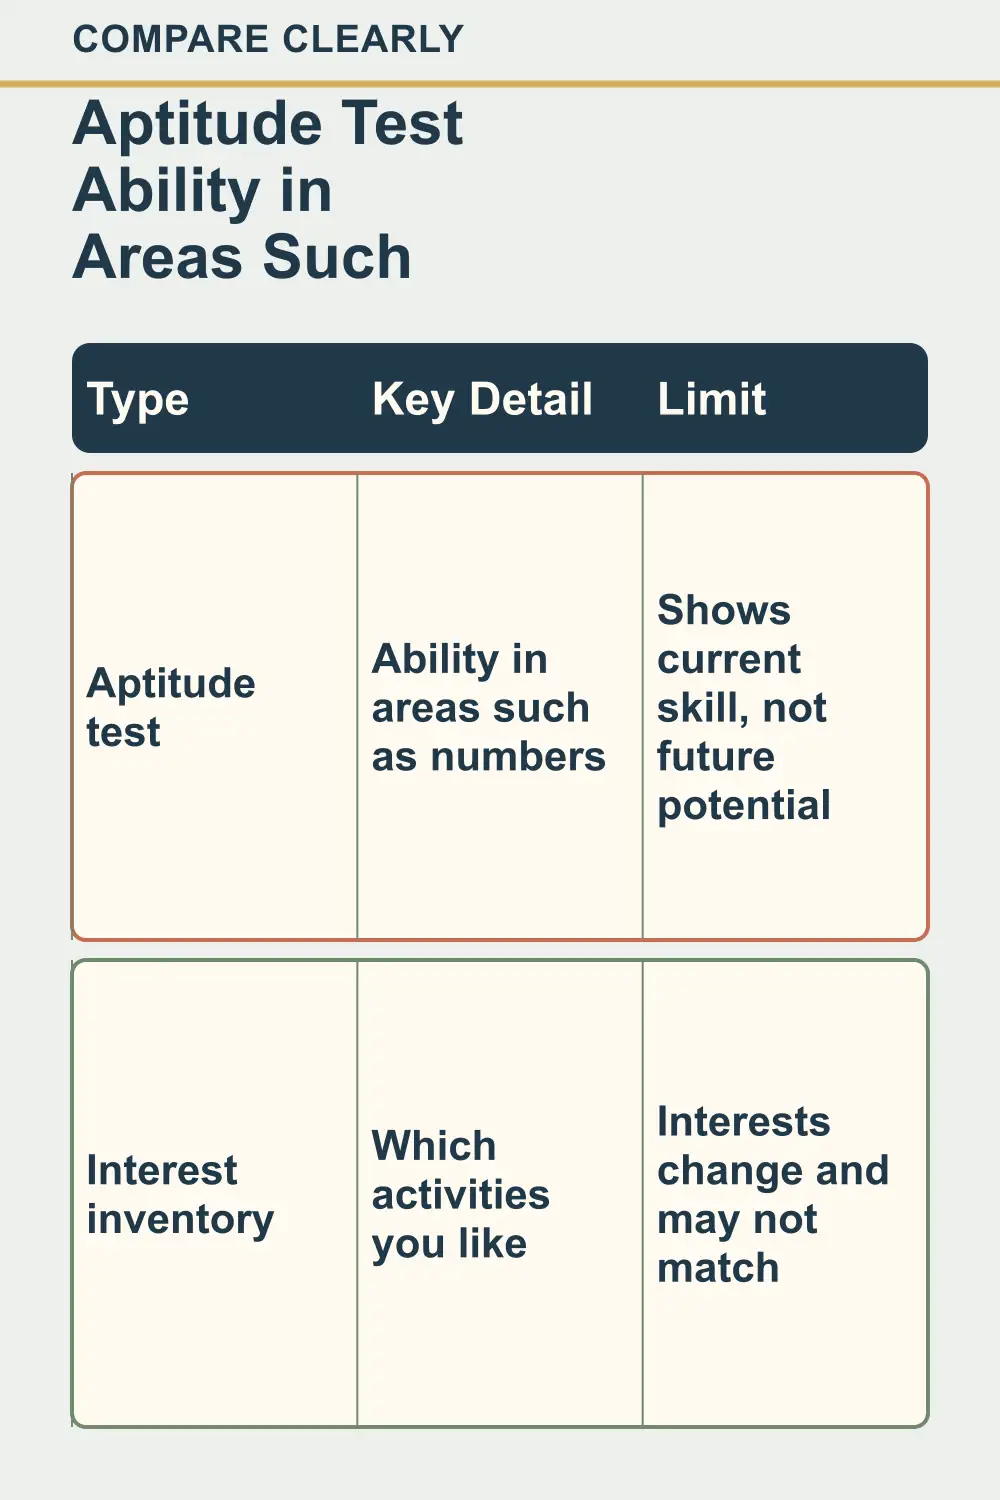 COMPARE CLEARLY
Aptitude Test
Ability in
Areas Such
Type Key Detail Limit
Aptitude
test
Ability in
areas such
as numbers
Shows
current
skill, not
future
potential
Interest
inventory
Which
activities
you like
Interests
change and
may not
match